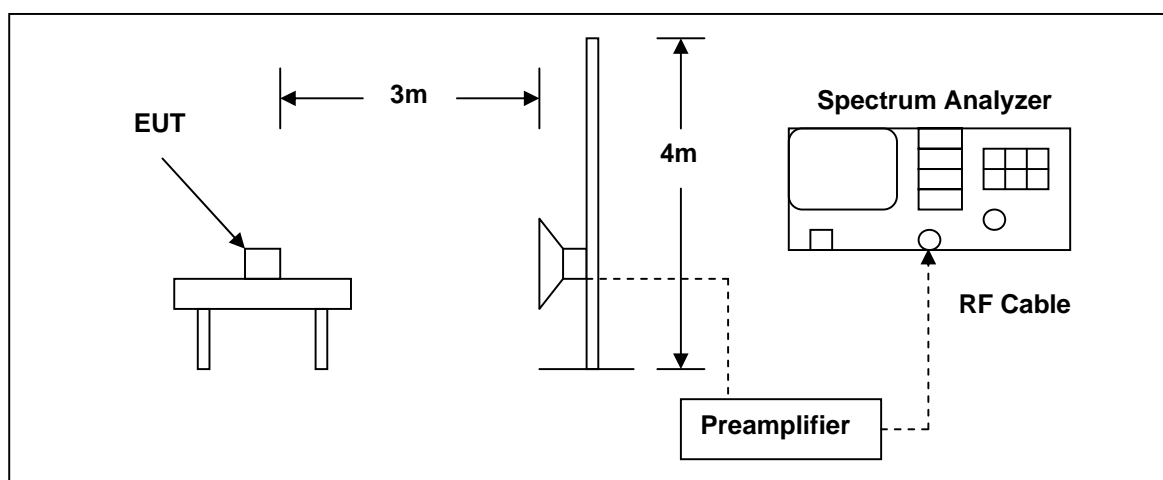 3m
Spectrum Analyzer
EUT
4m
RF Cable
Preamplifier